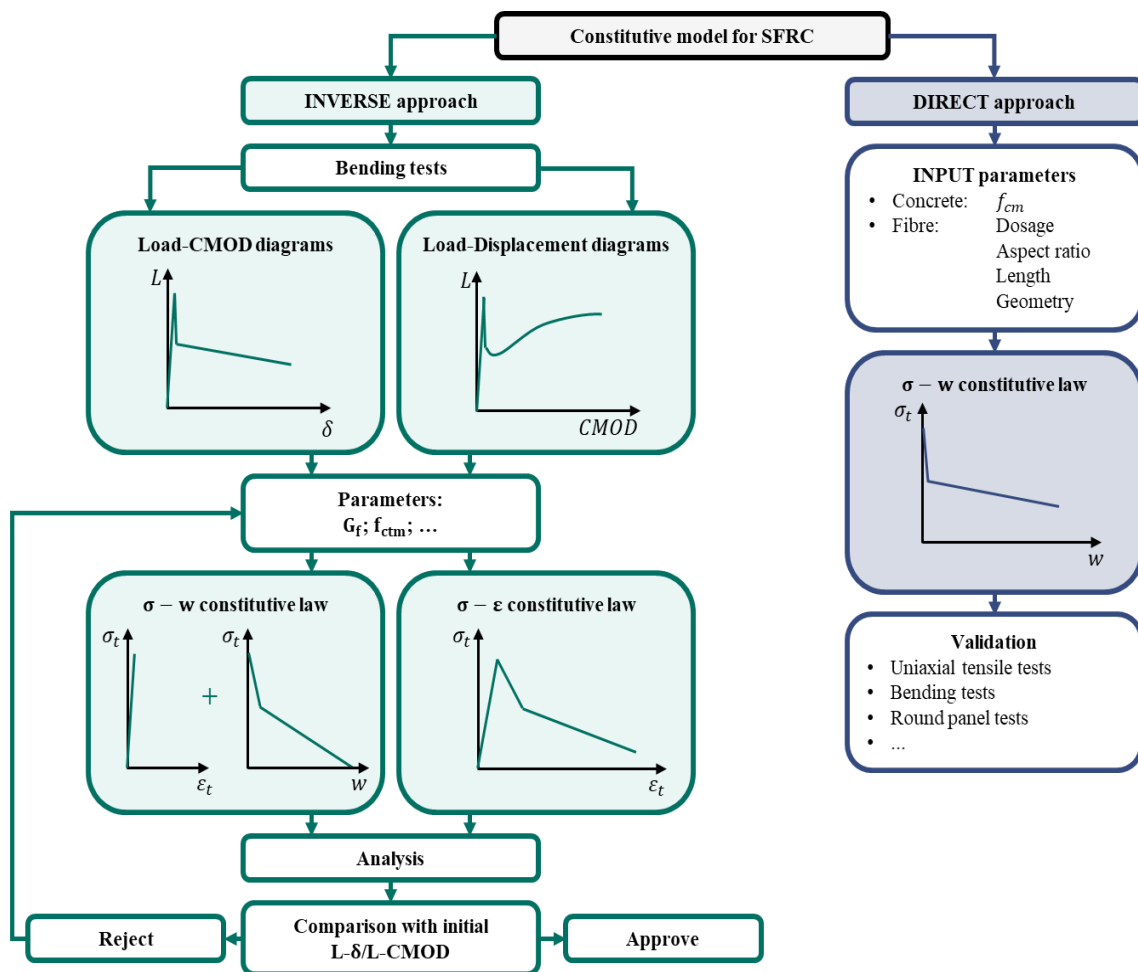 Constitutive model for SFRC
INVERSE approach
Bending tests
Load-CMOD diagrams
L
δ
Load-Displacement diagrams
L
CMOD
Parameters:
G_f; f_ctm; …
σ − w constitutive law
σ_t
ε_t
+
σ_t
w
σ − ε constitutive law
σ_t
ε_t
Analysis
Comparison with initial
L-δ/L-CMOD
Reject
Approve
DIRECT approach
INPUT parameters
• Concrete: f_cm
• Fibre: Dosage
Aspect ratio
Length
Geometry
σ − w constitutive law
σ_t
w
Validation
• Uniaxial tensile tests
• Bending tests
• Round panel tests
• ...